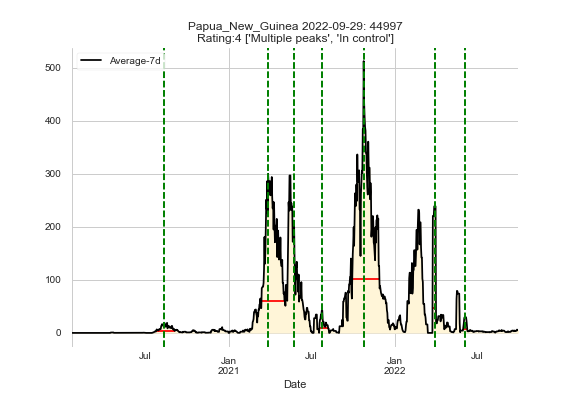 Papua_New_Guinea 2022-09-29: 44997
Rating:4 ['Multiple peaks', 'In control']
Average-7d
500
400
300
200
100
0
Jul
Jan
2021
Jul
Jan
2022
Jul
Date